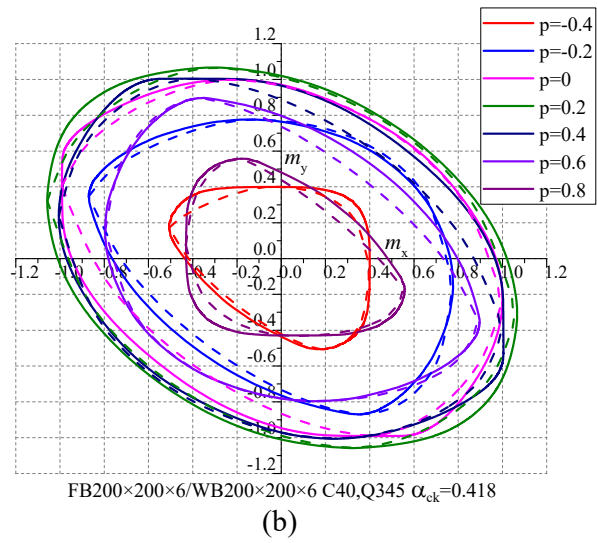 p=-0.4
p=-0.2
p=0
p=0.2
p=0.4
p=0.6
p=0.8
1.2
1.0
0.8
0.6
m_y
0.4
0.2
m_x
0.0
-1.2 -1.0 -0.8 -0.6 -0.4 -0.2 0.0 0.2 0.4 0.6 0.8 1.0 1.2
-0.2
-0.4
-0.6
-0.8
-1.0
-1.2
FB200×200×6/WB200×200×6 C40,Q345 α_ck=0.418
(b)